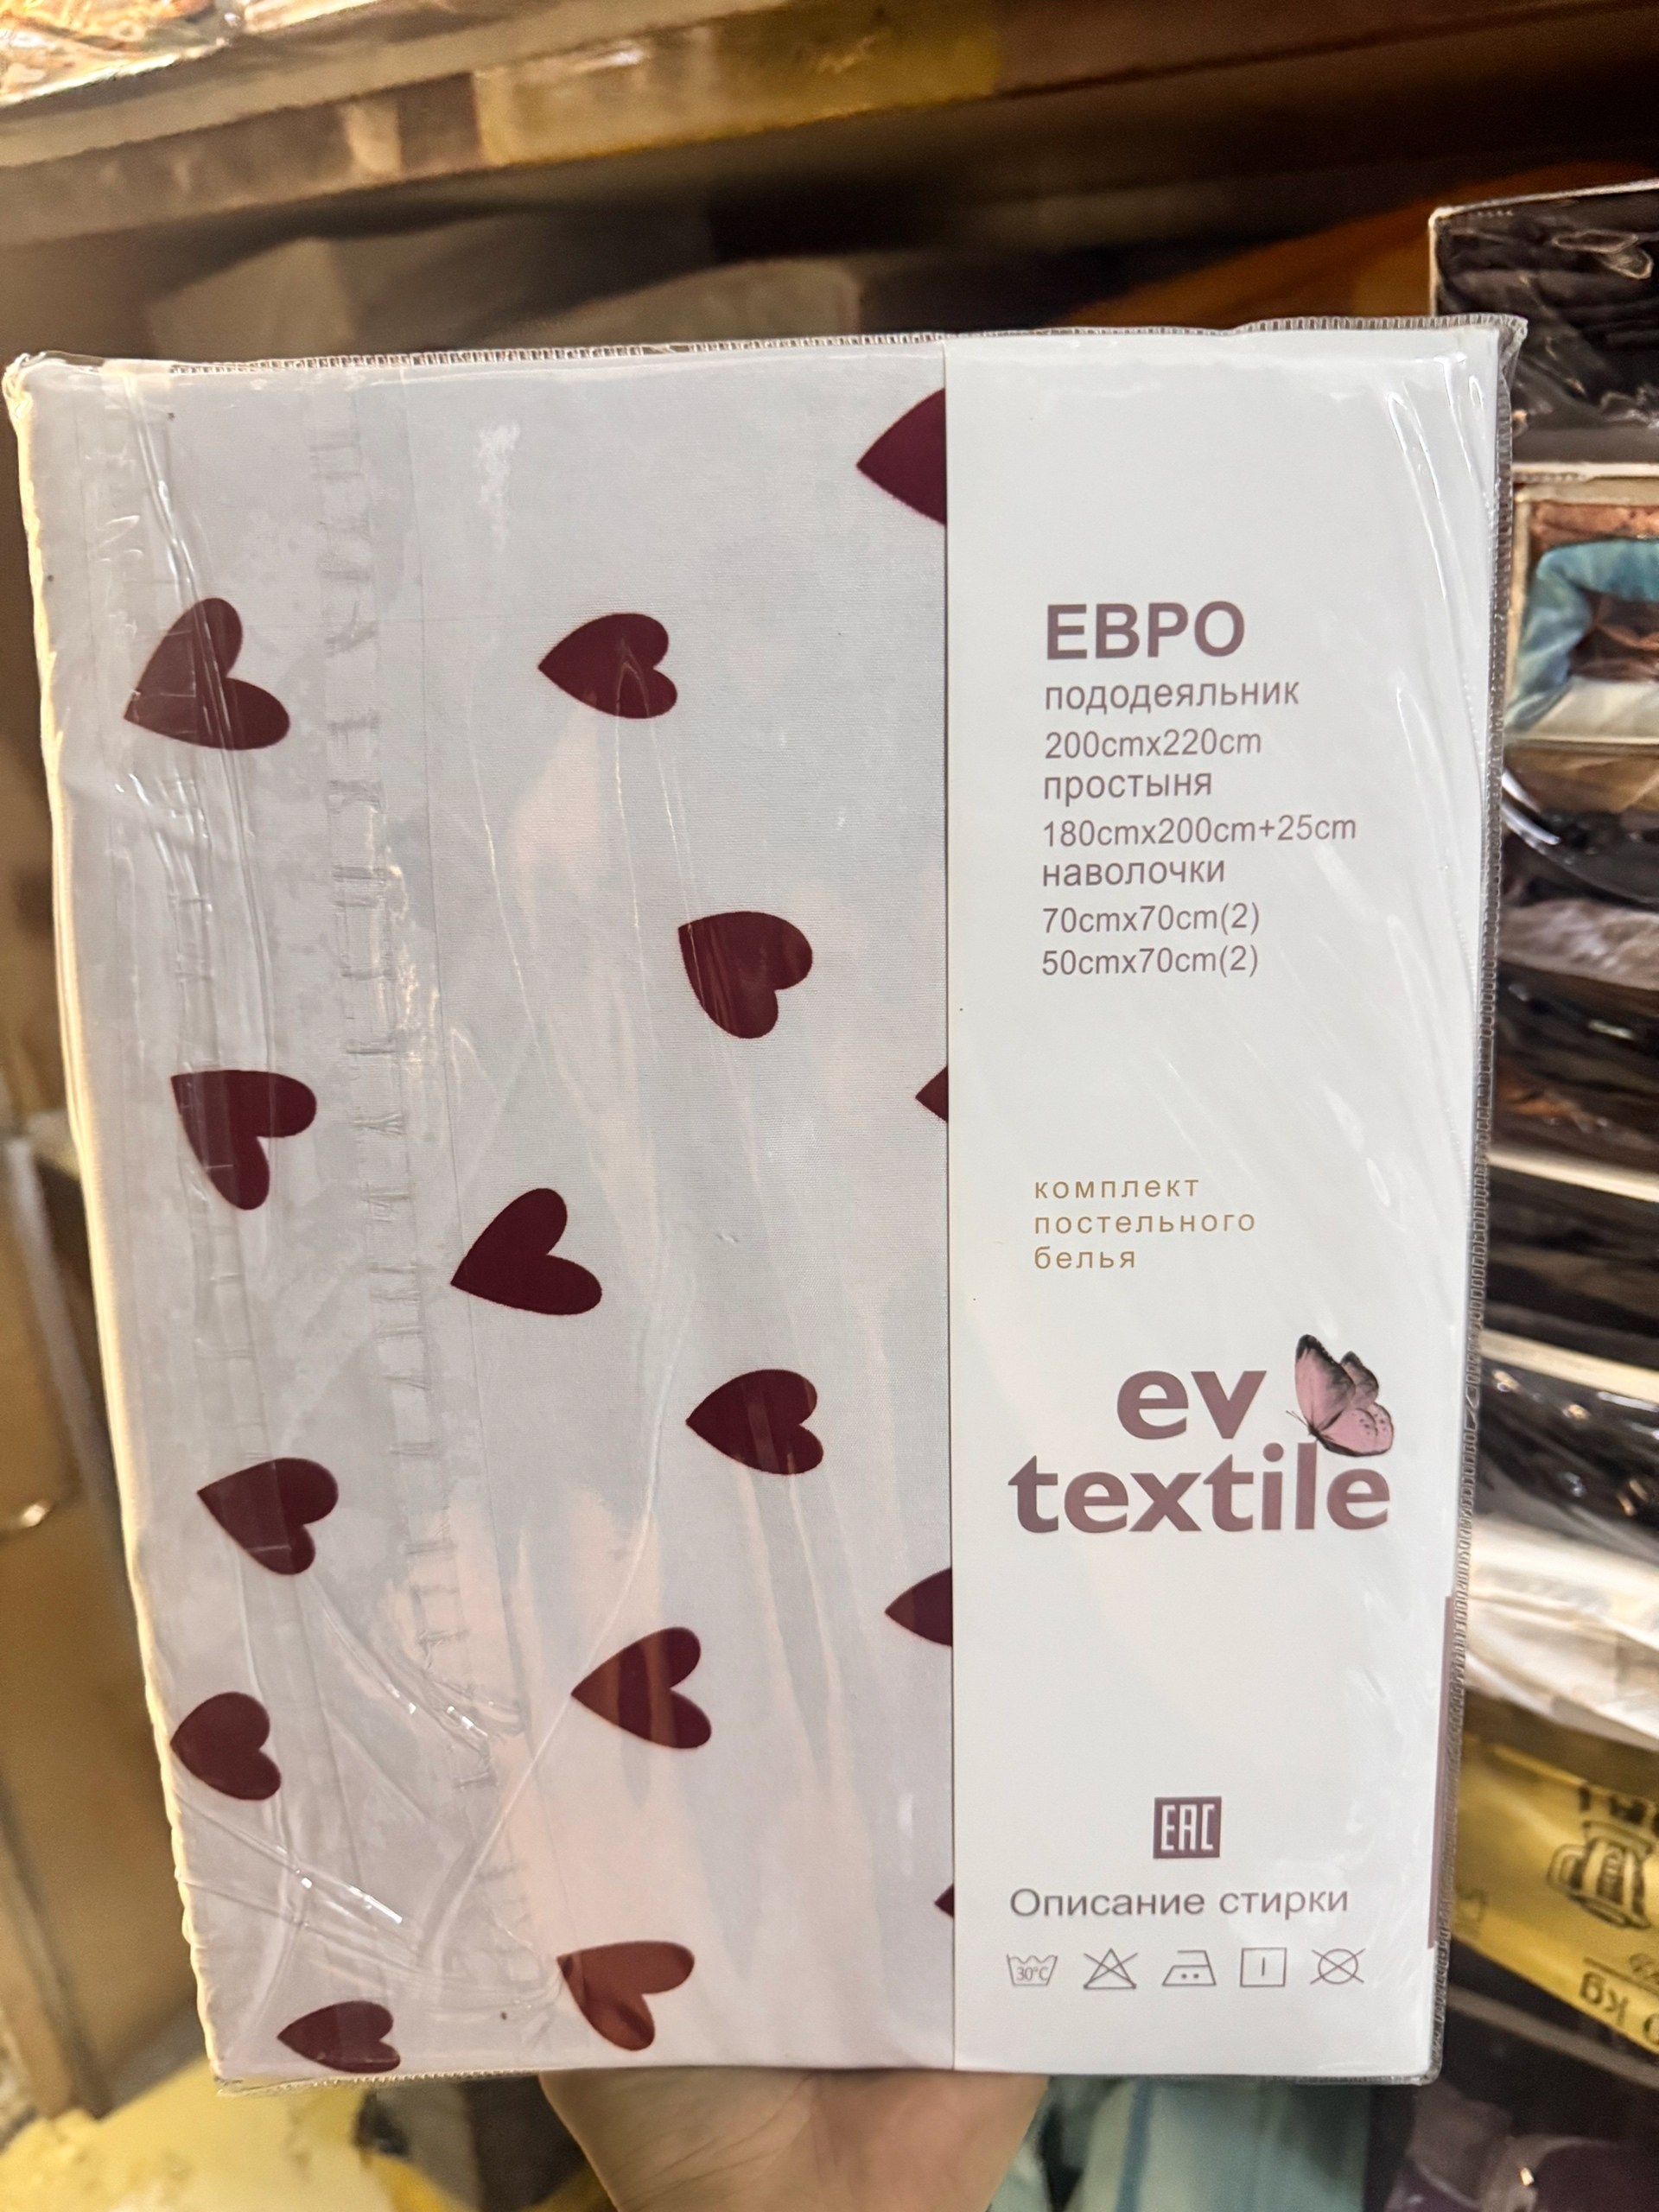 ЕВРО
пододеяльник
200cmx220cm
простыня
180cmx200cm+25cm
наволочки
70cmx70cm(2)
50cmx70cm(2)
комплект
постельного
белья
ev
textile
EAC
Описание стирки
30°C
kg